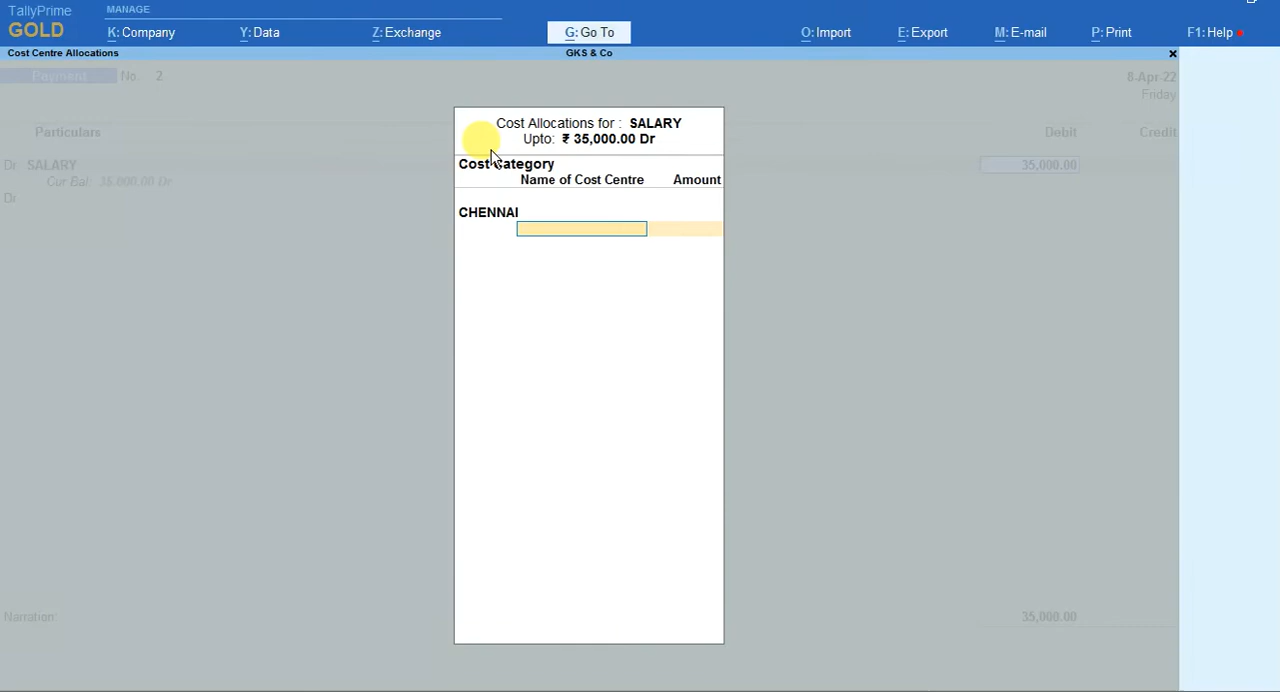 TallyPrime
MANAGE
GOLD
K: Company
Y: Data
Z: Exchange
G: Go To
O: Import
E: Export
M: E-mail
P: Print
F1: Help
Cost Centre Allocations
GKS & Co
x
Payment No. 2
8-Apr-22
Friday
Particulars
Debit
Credit
Dr SALARY
35,000.00
Cur Bal: 35,000.00 Dr
Dr
Cost Allocations for : SALARY
Upto: ₹ 35,000.00 Dr
Cost Category
Name of Cost Centre Amount
CHENNAI
Narration:
35,000.00